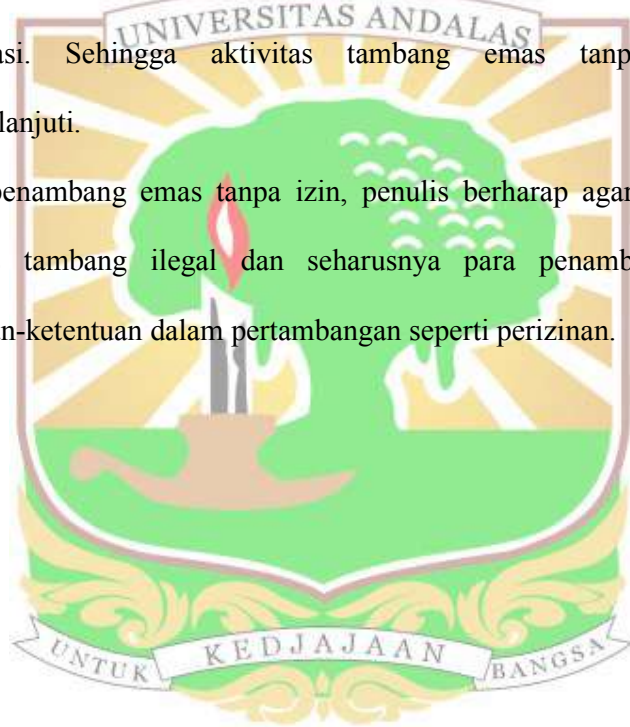 UNIVERSITAS ANDALAS
asi. Sehingga aktivitas tambang emas tanp
lanjuti.
penambang emas tanpa izin, penulis berharap agar
tambang ilegal dan seharusnya para penamb
n-ketentuan dalam pertambangan seperti perizinan.
UNTUK KEDJAJAAN BANGSA